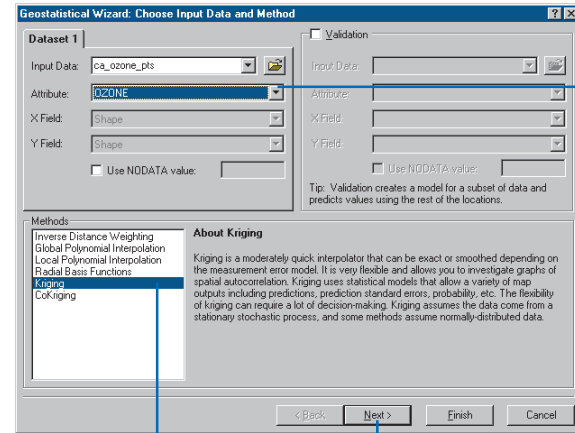 Geostatistical Wizard: Choose Input Data and Method
Dataset 1
Input Data: ca_ozone_pts
Attribute: OZONE
X Field: Shape
Y Field: Shape
Use NODATA value:
Validation
Input Data:
Attribute:
X Field:
Y Field:
Use NODATA value:
Tip: Validation creates a model for a subset of data and
predicts values using the rest of the locations.
Methods
Inverse Distance Weighting
Global Polynomial Interpolation
Local Polynomial Interpolation
Radial Basis Functions
Kriging
CoKriging
About Kriging
Kriging is a moderately quick interpolator that can be exact or smoothed depending on
the measurement error model. It is very flexible and allows you to investigate graphs of
spatial autocorrelation. Kriging uses statistical models that allow a variety of map
outputs including predictions, prediction standard errors, probability, etc. The flexibility
of kriging can require a lot of decision-making. Kriging assumes the data come from a
stationary stochastic process, and some methods assume normally-distributed data.
< Back Next > Finish Cancel